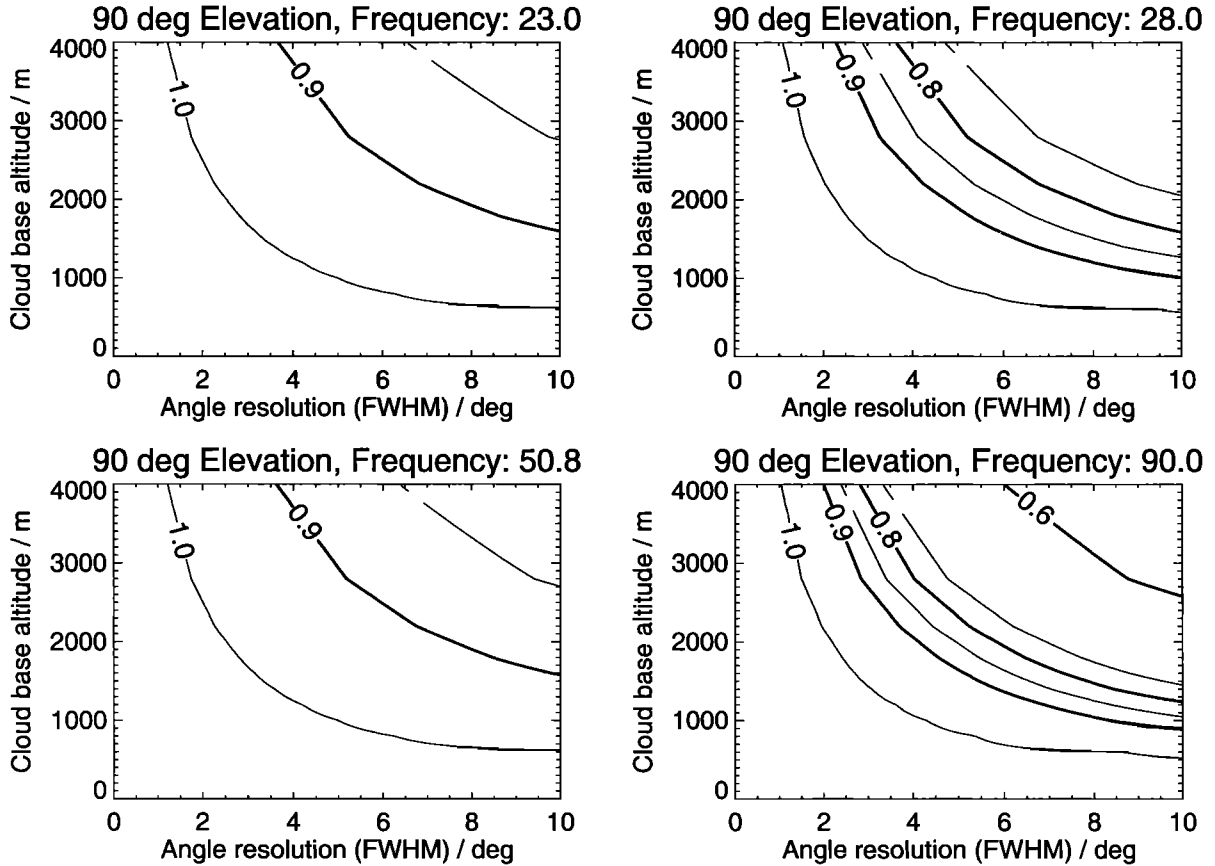 90 deg Elevation, Frequency: 23.0
Cloud base altitude / m
4000
3000
2000
1000
0
1.0
0.9
0 2 4 6 8 10
Angle resolution (FWHM) / deg
90 deg Elevation, Frequency: 28.0
Cloud base altitude / m
4000
3000
2000
1000
0
1.0
0.9
0.8
0 2 4 6 8 10
Angle resolution (FWHM) / deg
90 deg Elevation, Frequency: 50.8
Cloud base altitude / m
4000
3000
2000
1000
0
1.0
0.9
0 2 4 6 8 10
Angle resolution (FWHM) / deg
90 deg Elevation, Frequency: 90.0
Cloud base altitude / m
4000
3000
2000
1000
0
1.0
0.9
0.8
0.6
0 2 4 6 8 10
Angle resolution (FWHM) / deg